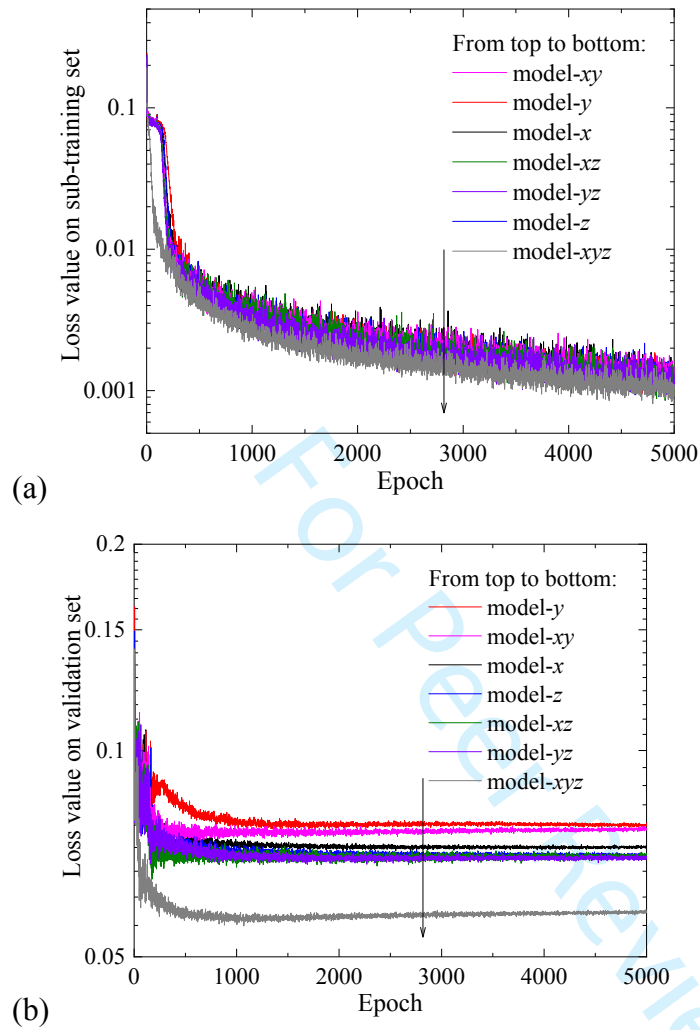 From top to bottom:
model-xy
model-y
model-x
model-xz
model-yz
model-z
model-xyz
Loss value on sub-training set
0.1
0.01
0.001
0 1000 2000 3000 4000 5000
Epoch
(a)
0.2
0.15
0.1
0.05
Loss value on validation set
From top to bottom:
model-y
model-xy
model-x
model-z
model-xz
model-yz
model-xyz
0 1000 2000 3000 4000 5000
Epoch
(b)
For Peer Review